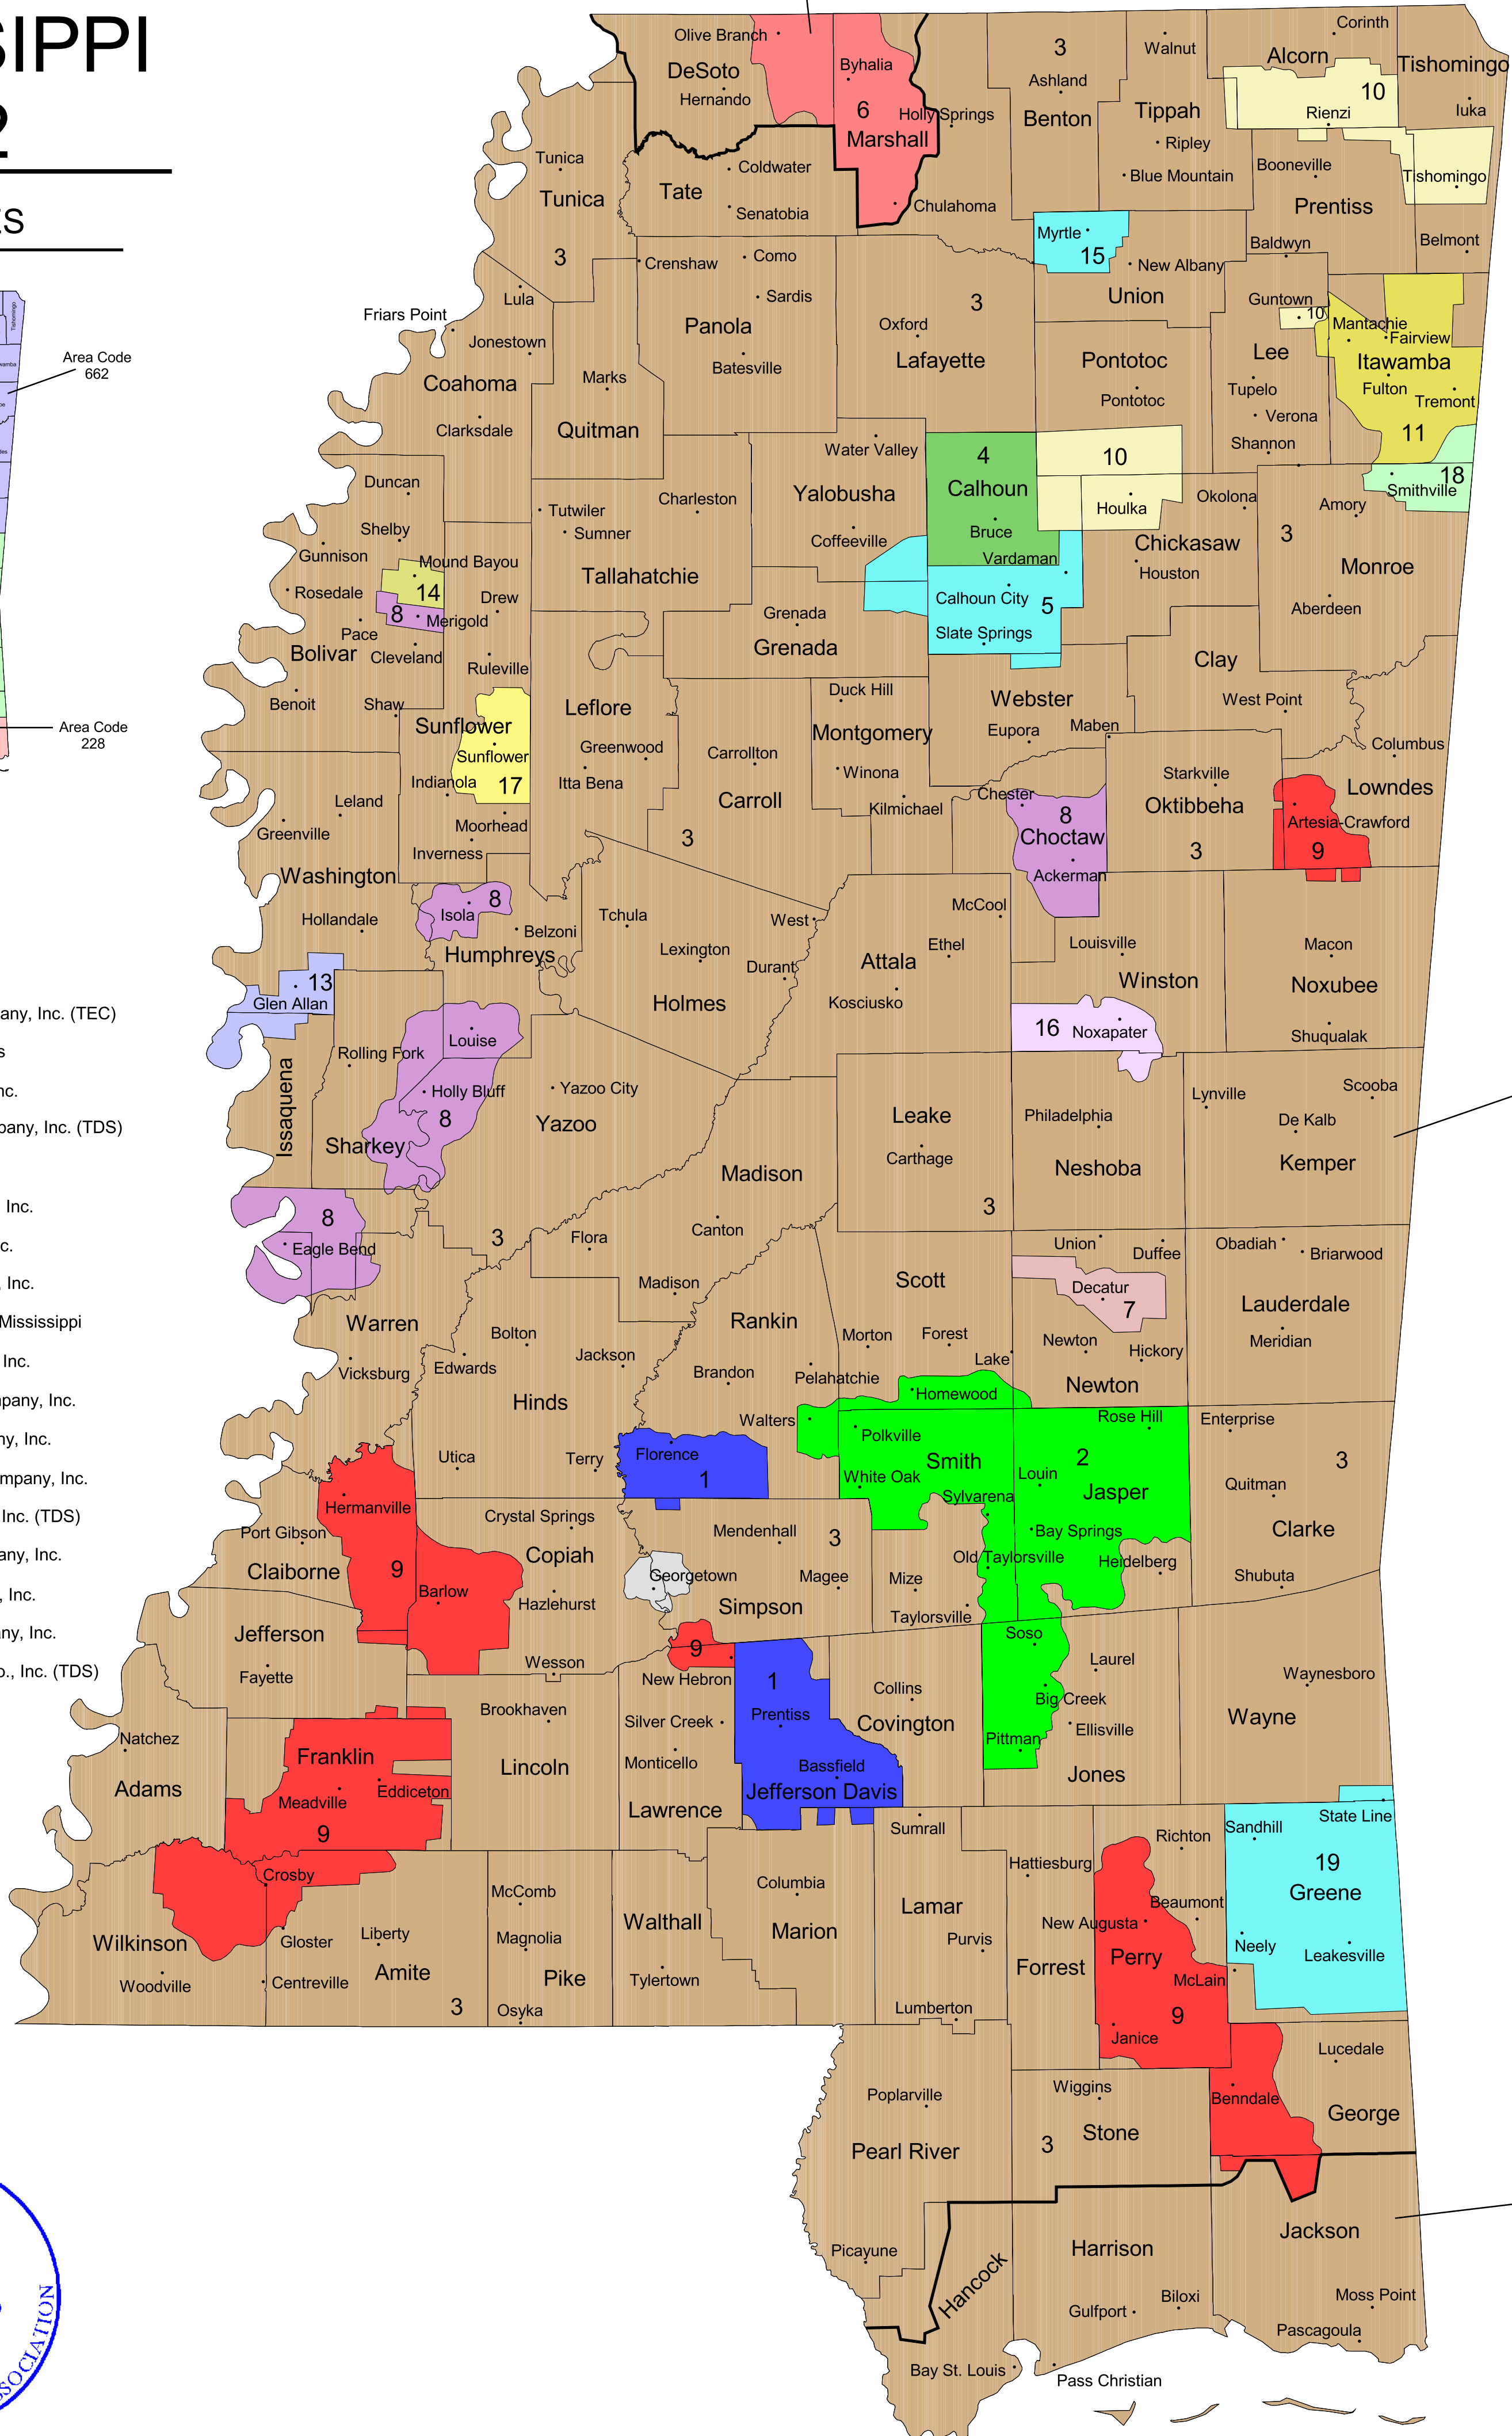 SIPPI
2
ES
Area Code
662
Area Code
228
any, Inc. (TEC)
s
nc.
pany, Inc. (TDS)
Inc.
c.
, Inc.
Mississippi
Inc.
mpany, Inc.
ny, Inc.
ompany, Inc.
Inc. (TDS)
any, Inc.
, Inc.
any, Inc.
o., Inc. (TDS)
SOCIATION
Olive Branch
DeSoto
Hernando
Byhalia
6
Marshall
Holly Springs
3
Ashland
Benton
Walnut
Tippah
Ripley
Blue Mountain
Corinth
Alcorn
Tishomingo
10
Rienzi
Iuka
Booneville
Tishomingo
Prentiss
Baldwyn
Belmont
Tunica
Tunica
3
Coldwater
Tate
Senatobia
Chulahoma
Myrtle
15
New Albany
Union
Crenshaw
Como
Sardis
Panola
Batesville
3
Oxford
Lafayette
Lula
Friars Point
Jonestown
Coahoma
Clarksdale
Marks
Quitman
Pontotoc
Pontotoc
Guntown
10
Lee
Tupelo
Verona
Shannon
Mantachie
Fairview
Itawamba
Fulton
Tremont
11
18
Smithville
Water Valley
Yalobusha
Coffeeville
4
Calhoun
Bruce
Vardaman
Calhoun City
5
Slate Springs
10
Houlka
Okolona
Chickasaw
Houston
Amory
3
Monroe
Aberdeen
Duncan
Shelby
Gunnison
Mound Bayou
Rosedale
14
8
Merigold
Pace
Bolivar
Cleveland
Drew
Ruleville
Benoit
Shaw
Tutwiler
Sumner
Charleston
Tallahatchie
Grenada
Grenada
Clay
West Point
Sunflower
Sunflower
Indianola
17
Moorhead
Inverness
Leflore
Greenwood
Itta Bena
Carrollton
Carroll
3
Duck Hill
Montgomery
Winona
Kilmichael
Webster
Eupora
Maben
Columbus
Lowndes
Starkville
Oktibbeha
3
Artesia-Crawford
9
Chester
8
Choctaw
Ackerman
Leland
Greenville
Washington
Hollandale
8
Isola
Belzoni
Humphreys
Tchula
Lexington
West
Durant
Holmes
McCool
Ethel
Attala
Kosciusko
Louisville
Winston
16
Noxapater
Macon
Noxubee
Shuqualak
13
Glen Allan
Issaquena
Rolling Fork
Louise
Holly Bluff
8
Sharkey
Yazoo City
Yazoo
Leake
Carthage
3
Philadelphia
Neshoba
Lynville
Scooba
De Kalb
Kemper
8
Eagle Bend
3
Madison
Canton
Flora
Madison
Scott
Union
Duffee
Decatur
7
Newton
Hickory
Newton
Obadiah
Briarwood
Lauderdale
Meridian
Warren
Vicksburg
Bolton
Edwards
Jackson
Hinds
Utica
Terry
Rankin
Brandon
Pelahatchie
Morton
Forest
Lake
Homewood
Walters
Polkville
Smith
White Oak
Sylvarena
Rose Hill
2
Louin
Jasper
Bay Springs
Heidelberg
Enterprise
3
Quitman
Clarke
Shubuta
Florence
1
Hermanville
Port Gibson
Claiborne
9
Crystal Springs
Copiah
Barlow
Hazlehurst
Wesson
Mendenhall
3
Georgetown
Magee
Simpson
Mize
Old Taylorsville
Taylorsville
Jefferson
Fayette
9
New Hebron
Silver Creek
Monticello
Lawrence
1
Prentiss
Bassfield
Jefferson Davis
Collins
Covington
Soso
Laurel
Big Creek
Ellisville
Pittman
Jones
Waynesboro
Wayne
Natchez
Adams
Franklin
Meadville
Eddiceton
9
Brookhaven
Lincoln
Crosby
Wilkinson
Woodville
Gloster
Liberty
Centreville
Amite
3
McComb
Magnolia
Pike
Osyka
Walthall
Tylertown
Columbia
Marion
Sumrall
Lamar
Purvis
Lumberton
Hattiesburg
Forrest
Richton
Beaumont
New Augusta
Perry
McLain
9
Janice
State Line
Sandhill
19
Greene
Neely
Leakesville
Lucedale
Benndale
George
Poplarville
Pearl River
Picayune
Wiggins
3
Stone
Hancock
Harrison
Jackson
Gulfport
Biloxi
Moss Point
Pascagoula
Bay St. Louis
Pass Christian